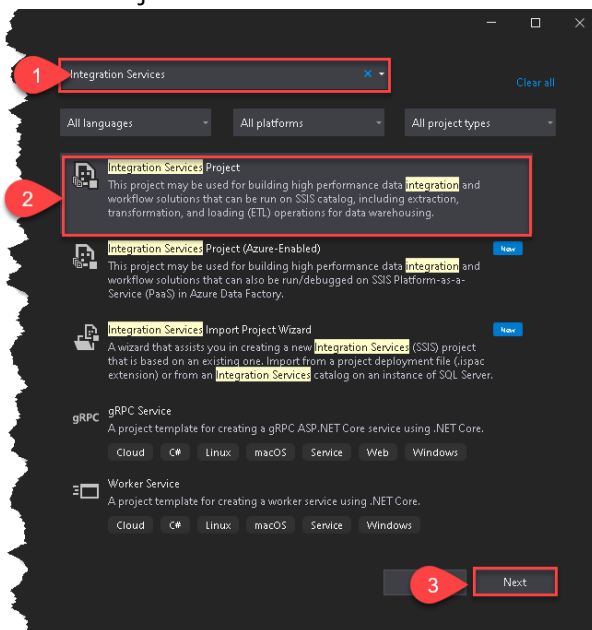 1
Integration Services
Clear all
All languages All platforms All project types
2
Integration Services Project
This project may be used for building high performance data integration and
workflow solutions that can be run on SSIS catalog, including extraction,
transformation, and loading (ETL) operations for data warehousing.
Integration Services Project (Azure-Enabled) New
This project may be used for building high performance data integration and
workflow solutions that can also be run/debugged on SSIS Platform-as-a-
Service (PaaS) in Azure Data Factory.
Integration Services Import Project Wizard New
A wizard that assists you in creating a new Integration Services (SSIS) project
that is based on an existing one. Import from a project deployment file (.ispac
extension) or from an Integration Services catalog on an instance of SQL Server.
gRPC gRPC Service
A project template for creating a gRPC ASP.NET Core service using .NET Core.
Cloud C# Linux macOS Service Web Windows
Worker Service
A project template for creating a worker service using .NET Core.
Cloud C# Linux macOS Service Windows
3
Next